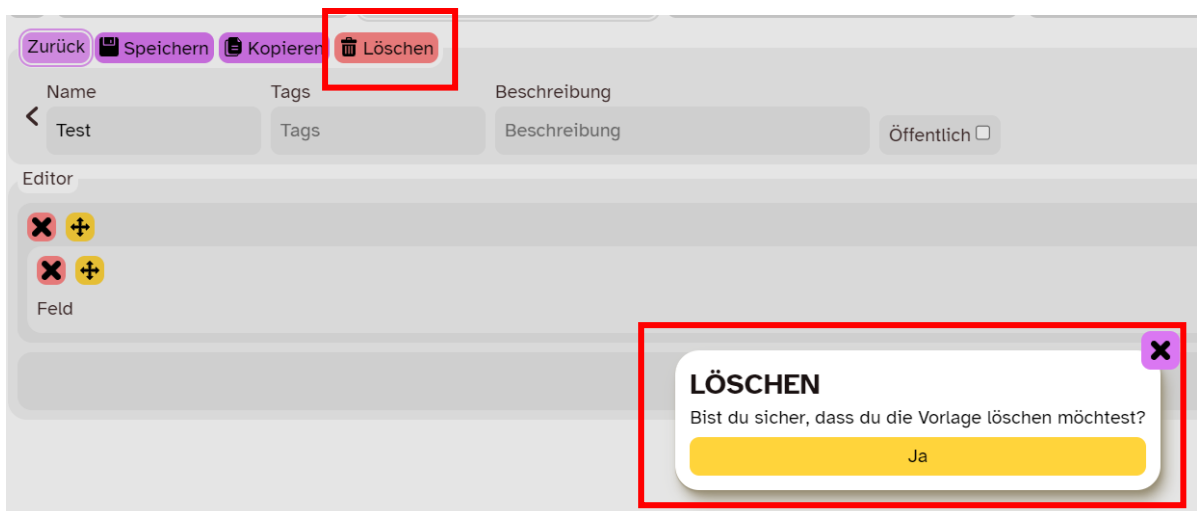 Zurück Speichern Kopieren Löschen
Name Tags Beschreibung
Test Tags Beschreibung Öffentlich
Editor
Feld
LÖSCHEN
Bist du sicher, dass du die Vorlage löschen möchtest?
Ja